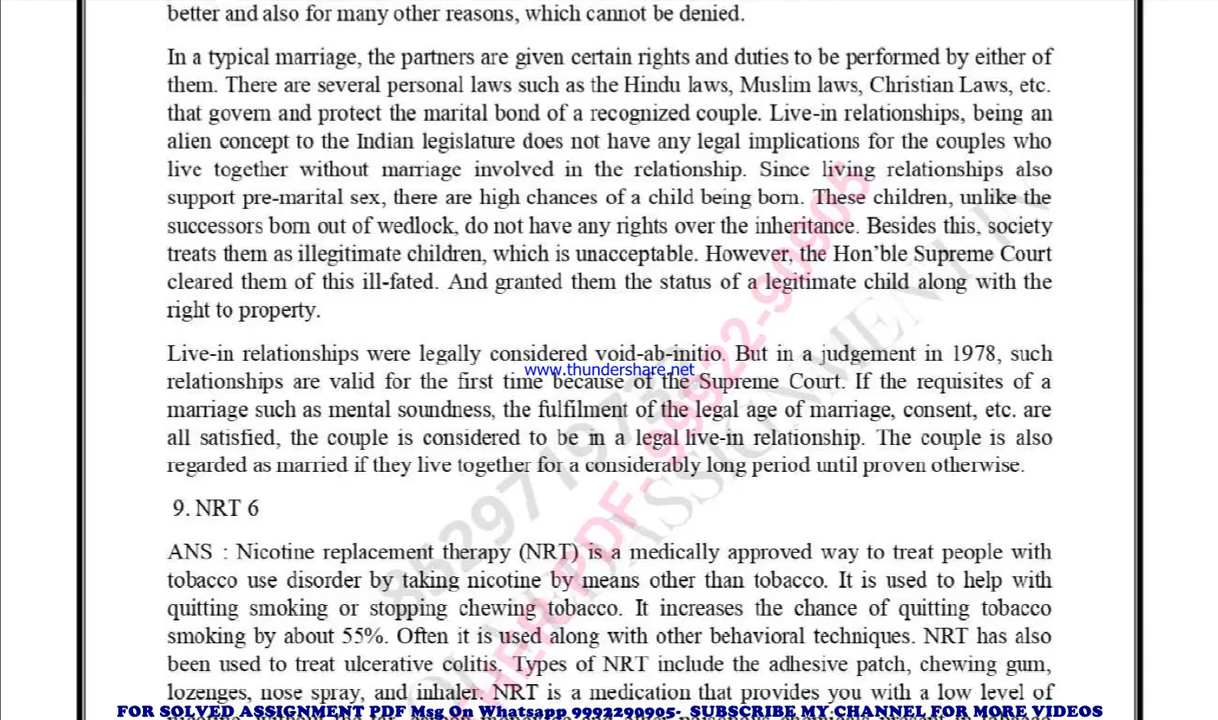 better and also for many other reasons, which cannot be denied.
In a typical marriage, the partners are given certain rights and duties to be performed by either of
them. There are several personal laws such as the Hindu laws, Muslim laws, Christian Laws, etc.
that govern and protect the marital bond of a recognized couple. Live-in relationships, being an
alien concept to the Indian legislature does not have any legal implications for the couples who
live together without marriage involved in the relationship. Since living relationships also
support pre-marital sex, there are high chances of a child being born. These children, unlike the
successors born out of wedlock, do not have any rights over the inheritance. Besides this, society
treats them as illegitimate children, which is unacceptable. However, the Hon'ble Supreme Court
cleared them of this ill-fated. And granted them the status of a legitimate child along with the
right to property.
Live-in relationships were legally considered void-ab-initio. But in a judgement in 1978, such
www.thundershare.net
relationships are valid for the first time because of the Supreme Court. If the requisites of a
marriage such as mental soundness, the fulfilment of the legal age of marriage, consent, etc. are
all satisfied, the couple is considered to be in a legal live-in relationship. The couple is also
regarded as married if they live together for a considerably long period until proven otherwise.
9. NRT 6
ANS : Nicotine replacement therapy (NRT) is a medically approved way to treat people with
tobacco use disorder by taking nicotine by means other than tobacco. It is used to help with
quitting smoking or stopping chewing tobacco. It increases the chance of quitting tobacco
smoking by about 55%. Often it is used along with other behavioral techniques. NRT has also
been used to treat ulcerative colitis. Types of NRT include the adhesive patch, chewing gum,
lozenges, nose spray, and inhaler. NRT is a medication that provides you with a low level of
FOR SOLVED ASSIGNMENT PDF Msg On Whatsapp 9992290905- SUBSCRIBE MY CHANNEL FOR MORE VIDEOS